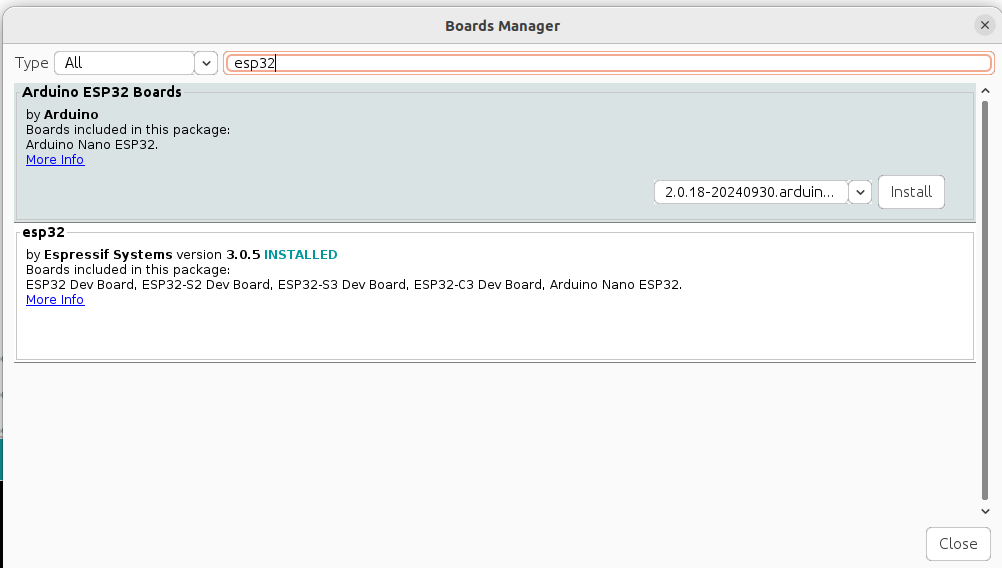 Boards Manager
Type All esp32
Arduino ESP32 Boards
by Arduino
Boards included in this package:
Arduino Nano ESP32.
More Info
2.0.18-20240930.arduin... Install
esp32
by Espressif Systems version 3.0.5 INSTALLED
Boards included in this package:
ESP32 Dev Board, ESP32-S2 Dev Board, ESP32-S3 Dev Board, ESP32-C3 Dev Board, Arduino Nano ESP32.
More Info
Close